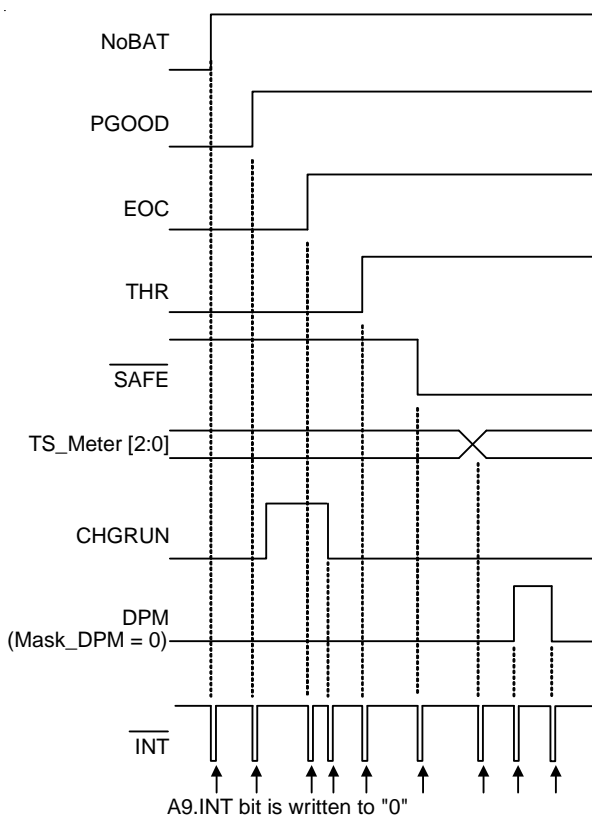 NoBAT
PGOOD
EOC
THR
SAFE
TS_Meter [2:0]
CHGRUN
DPM
(Mask_DPM = 0)
INT
A9.INT bit is written to "0"